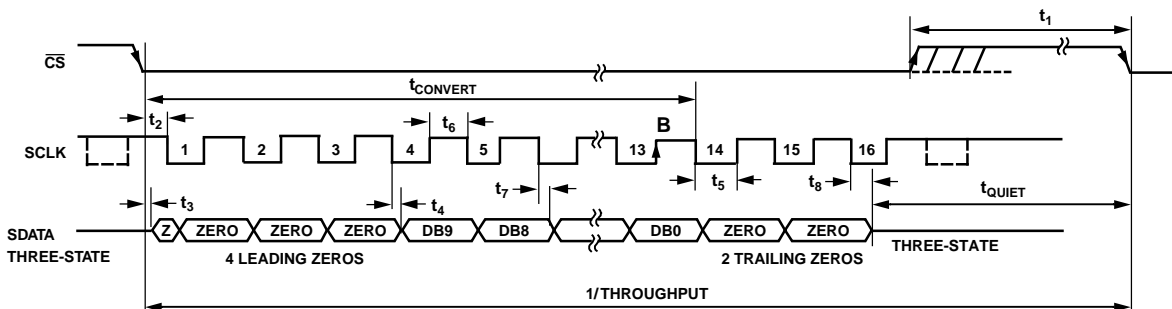 t1
CS
tCONVERT
t2
t6
B
SCLK
1
2
3
4
5
13
14
15
16
t3
t4
t7
t5
t8
tQUIET
SDATA
THREE-STATE
Z
ZERO
ZERO
ZERO
DB9
DB8
DB0
ZERO
ZERO
THREE-STATE
4 LEADING ZEROS
2 TRAILING ZEROS
1/THROUGHPUT